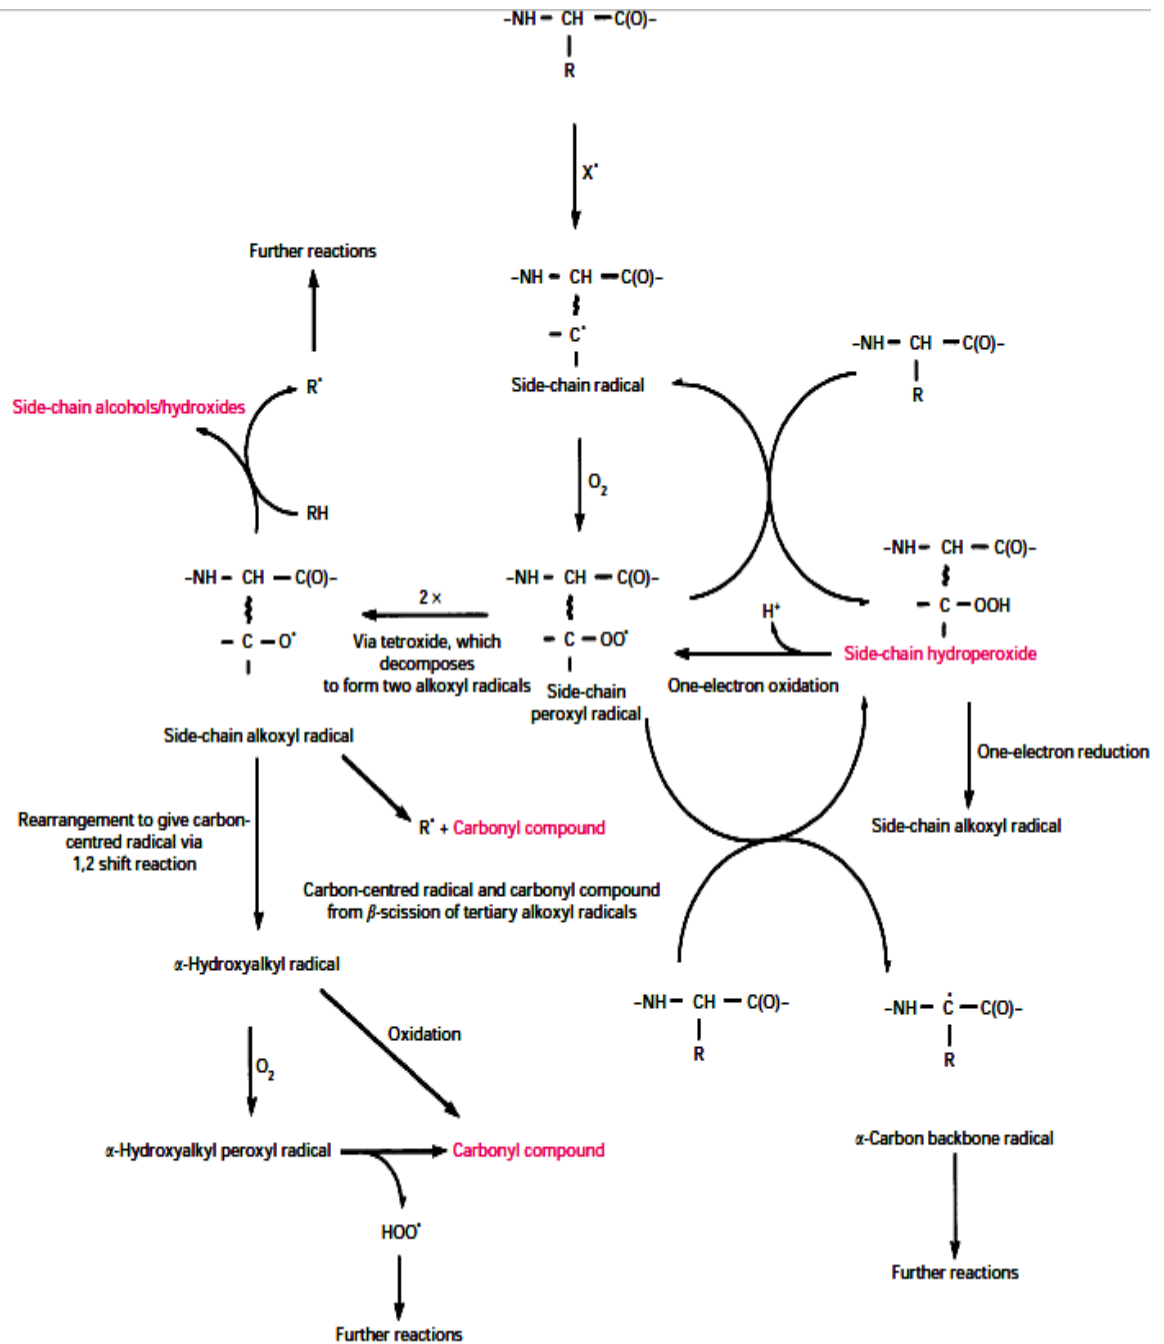 –NH – CH – C(O)–
R
X•
Further reactions
–NH – CH – C(O)–
– C•
Side-chain radical
–NH – CH – C(O)–
R
R•
Side-chain alcohols/hydroxides
O2
RH
–NH – CH – C(O)–
– C – OOH
Side-chain hydroperoxide
–NH – CH – C(O)–
– C – O•
2 ×
Via tetroxide, which
decomposes
to form two alkoxyl radicals
–NH – CH – C(O)–
– C – OO•
Side-chain
peroxyl radical
H+
One-electron oxidation
Side-chain alkoxyl radical
One-electron reduction
Side-chain alkoxyl radical
Rearrangement to give carbon-
centred radical via
1,2 shift reaction
R• + Carbonyl compound
Carbon-centred radical and carbonyl compound
from β-scission of tertiary alkoxyl radicals
α-Hydroxyalkyl radical
–NH – CH – C(O)–
R
–NH – Ċ – C(O)–
R
Oxidation
O2
α-Hydroxyalkyl peroxyl radical
Carbonyl compound
α-Carbon backbone radical
HOO•
Further reactions
Further reactions